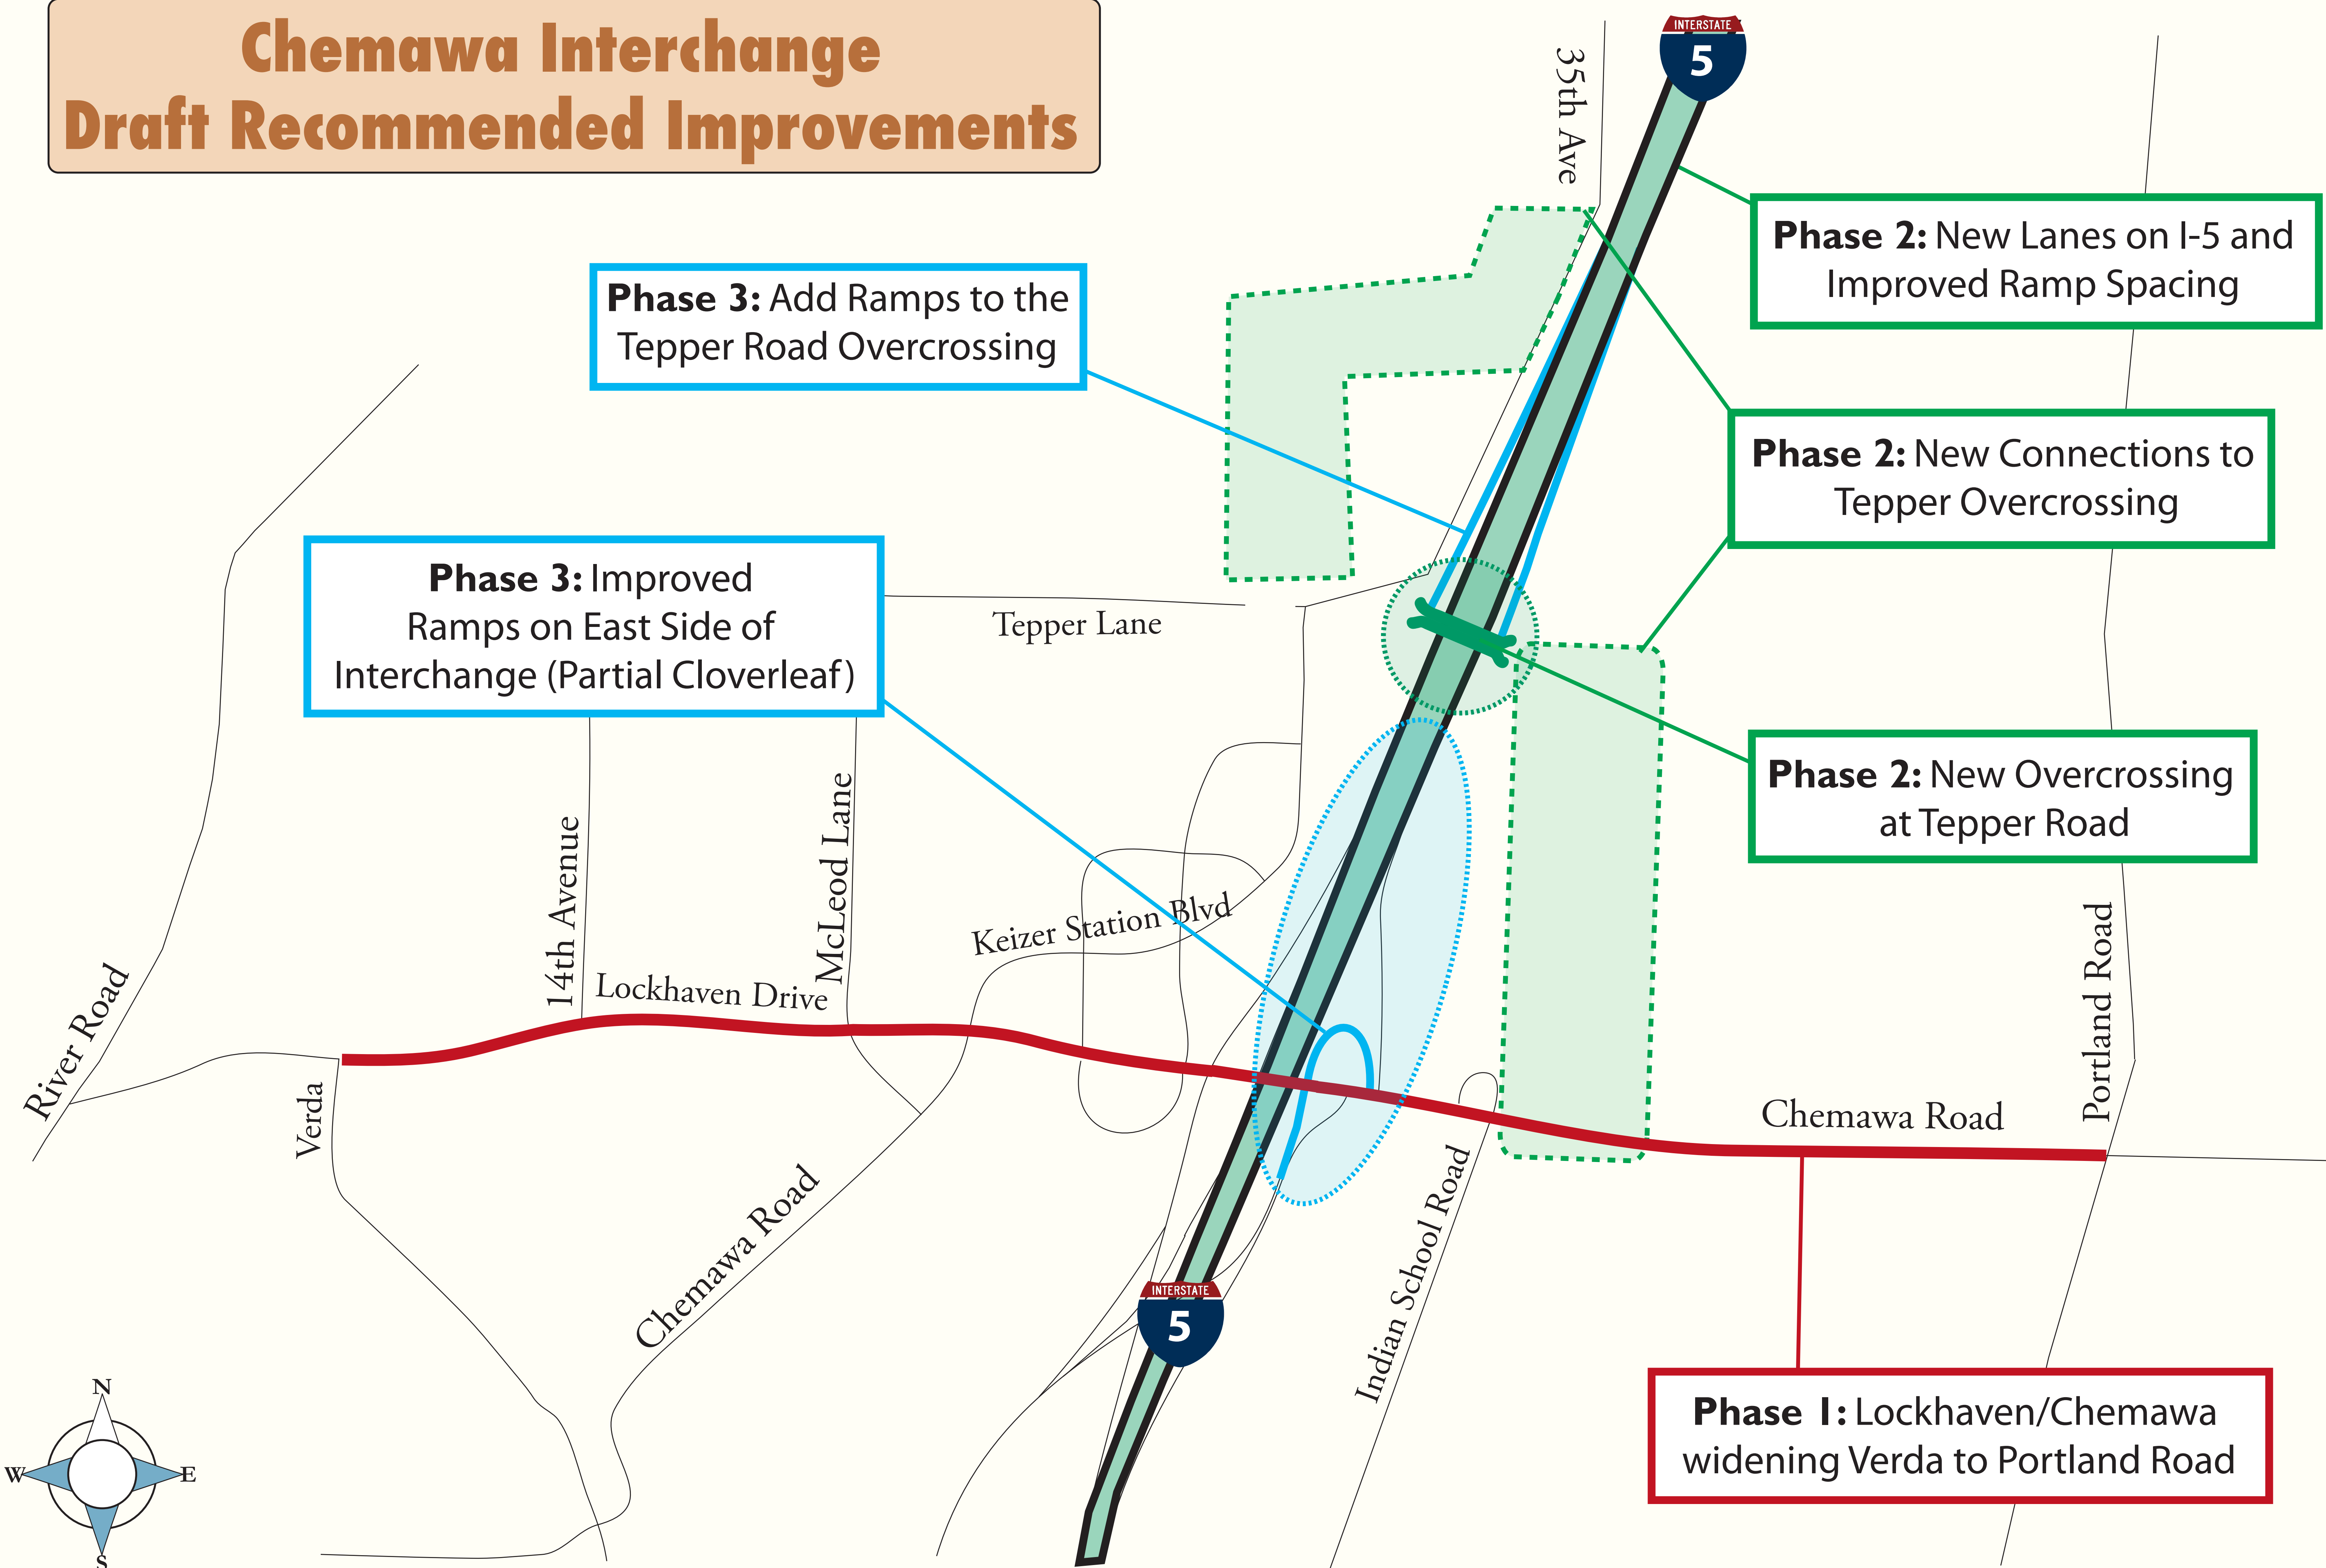 Chemawa Interchange
Draft Recommended Improvements
INTERSTATE
5
35th Ave
Phase 2: New Lanes on I-5 and
Improved Ramp Spacing
Phase 3: Add Ramps to the
Tepper Road Overcrossing
Phase 2: New Connections to
Tepper Overcrossing
Phase 3: Improved
Ramps on East Side of
Interchange (Partial Cloverleaf)
Tepper Lane
Phase 2: New Overcrossing
at Tepper Road
14th Avenue
McLeod Lane
Keizer Station Blvd
Lockhaven Drive
River Road
Verda
Portland Road
Chemawa Road
Chemawa Road
Indian School Road
INTERSTATE
5
Phase 1: Lockhaven/Chemawa
widening Verda to Portland Road
N
W
E
S